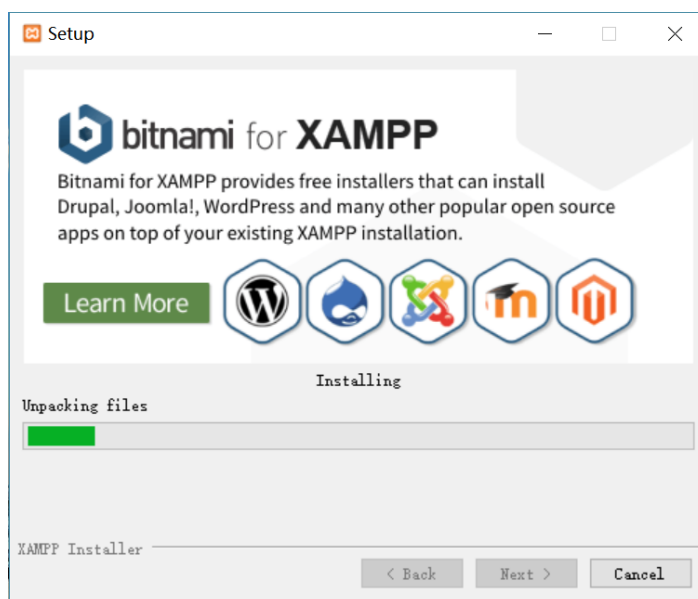 Setup
bitnami for XAMPP
Bitnami for XAMPP provides free installers that can install
Drupal, Joomla!, WordPress and many other popular open source
apps on top of your existing XAMPP installation.
Learn More
Installing
Unpacking files
XAMPP Installer
< Back
Next >
Cancel